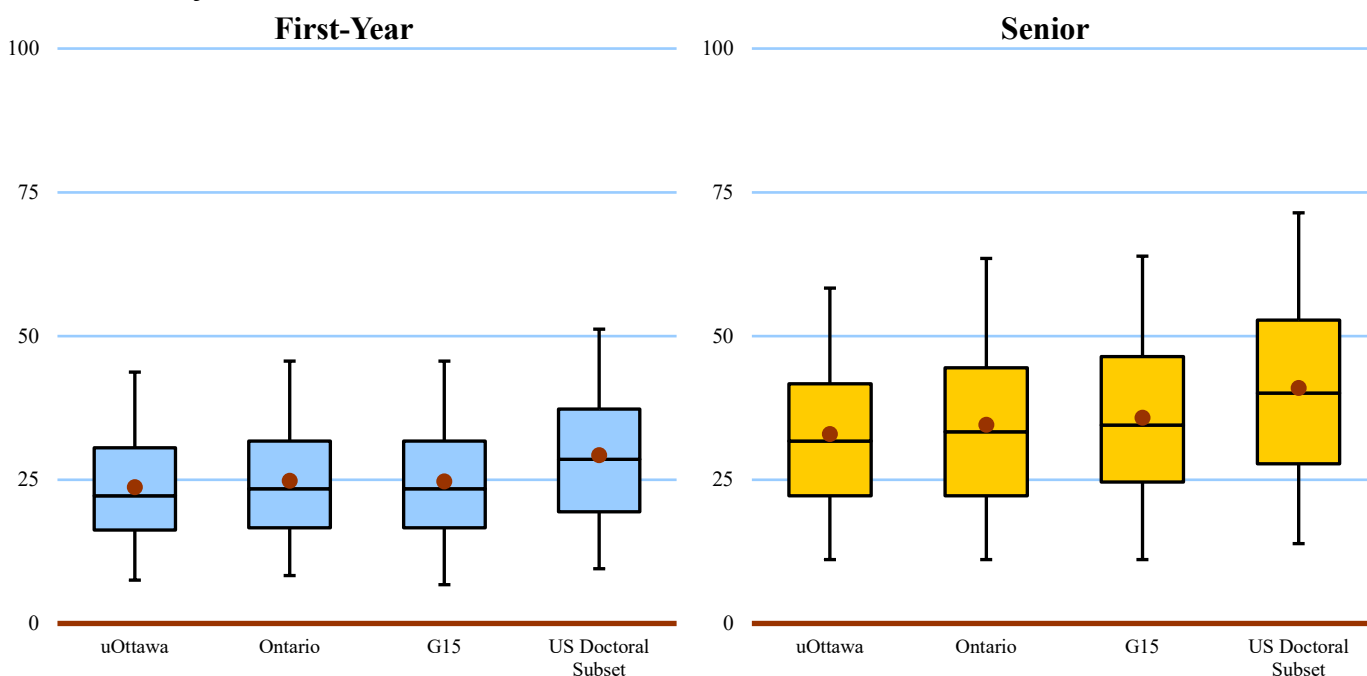 First-Year
100
75
50
25
0
uOttawa
Ontario
G15
US Doctoral
Subset
Senior
100
75
50
25
0
uOttawa
Ontario
G15
US Doctoral
Subset